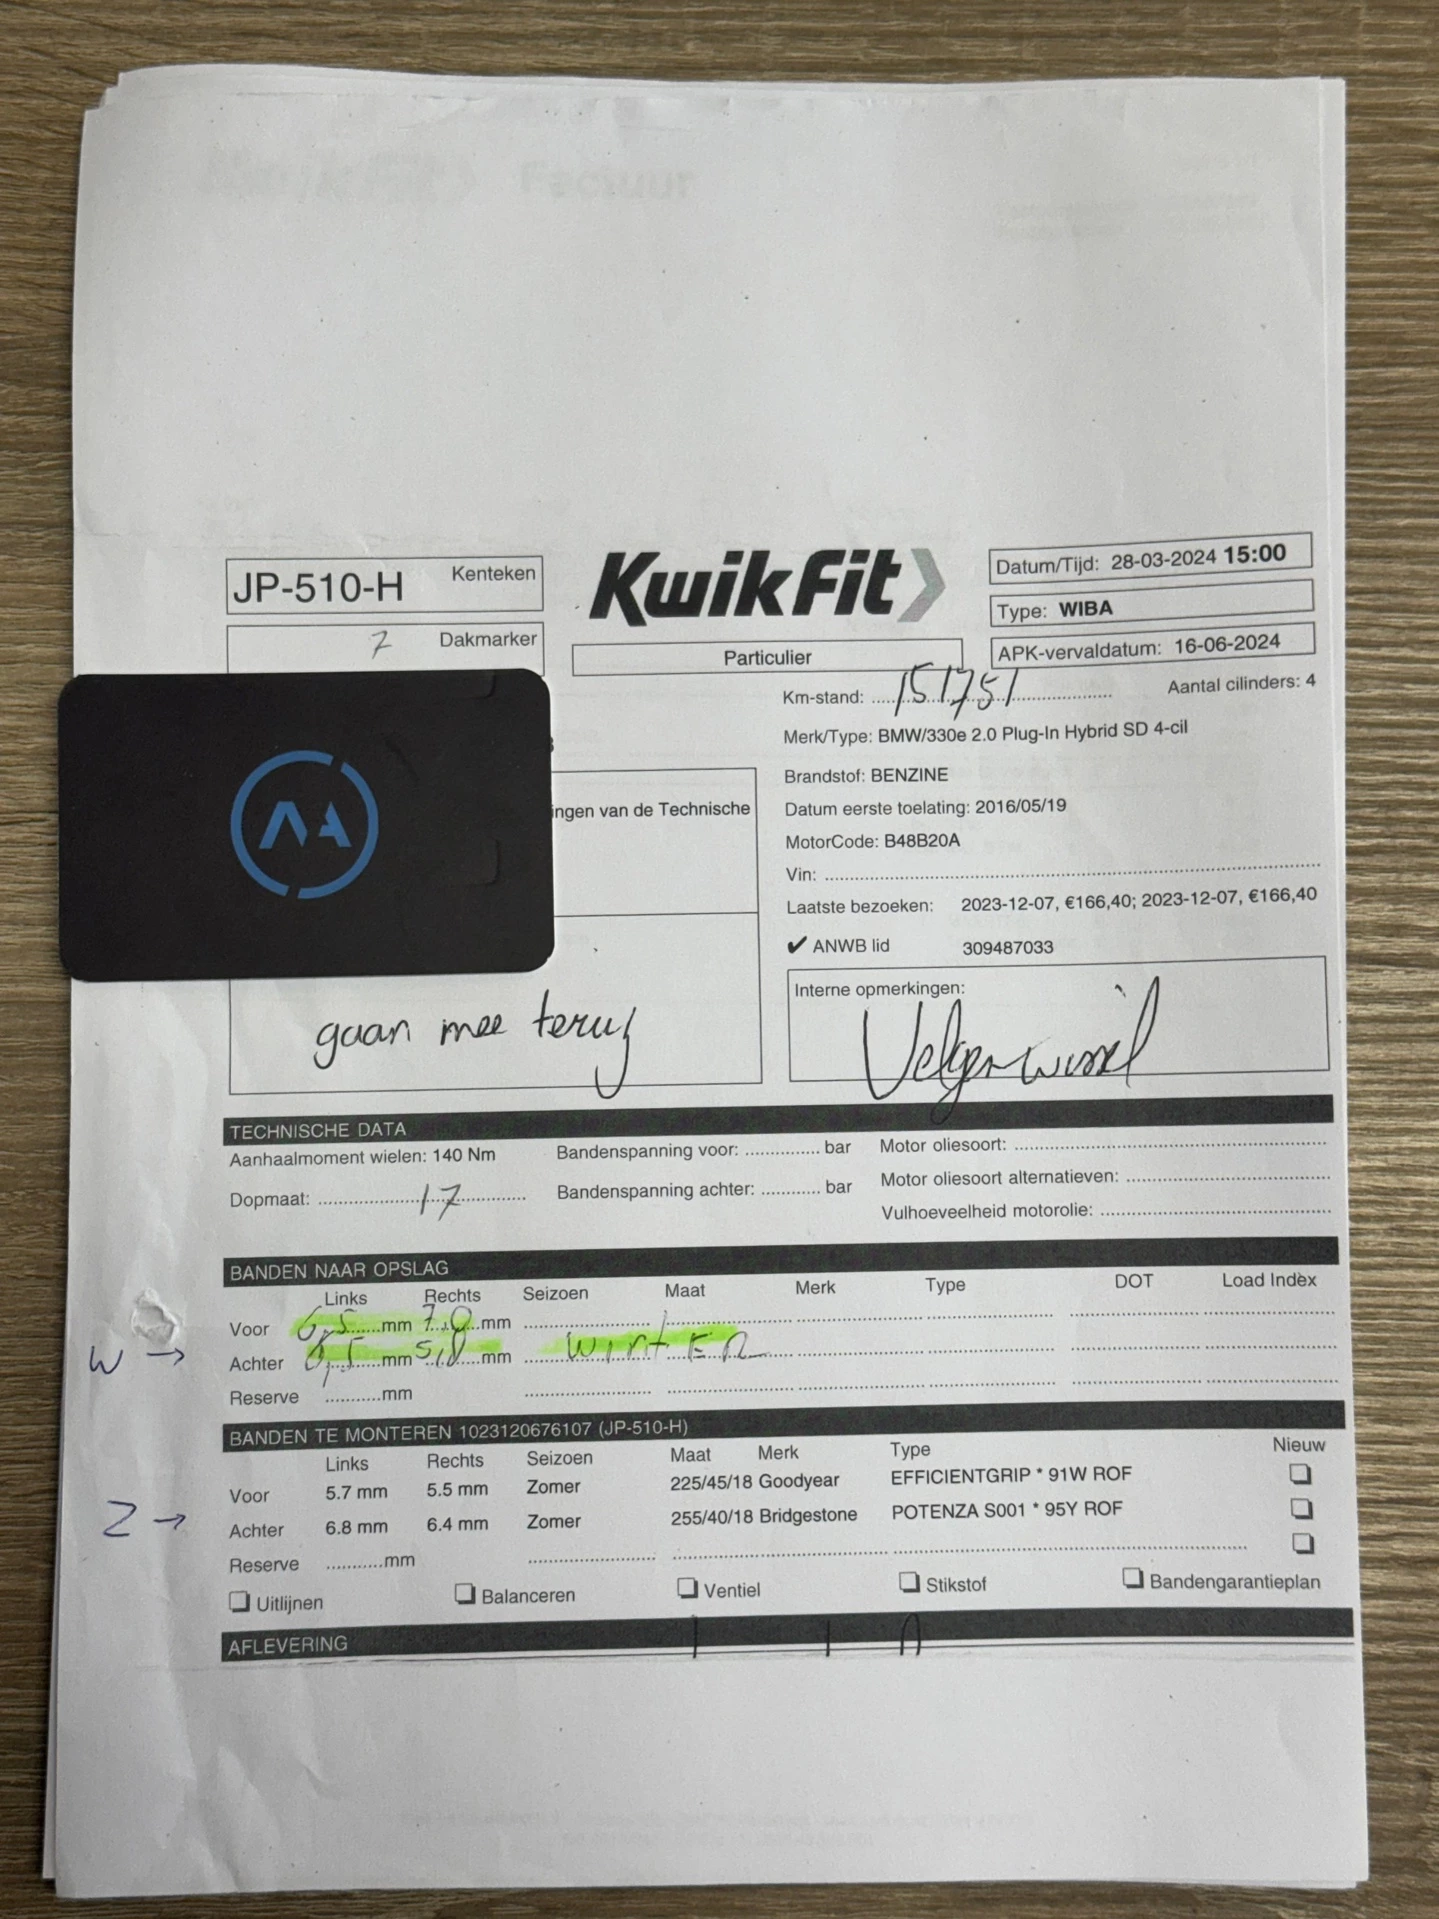 JP-510-H Kenteken
7 Dakmarker
KwikFit
Particulier
Datum/Tijd: 28-03-2024 15:00
Type: WIBA
APK-vervaldatum: 16-06-2024
Km-stand: 151751 Aantal cilinders: 4
Merk/Type: BMW/330e 2.0 Plug-In Hybrid SD 4-cil
Brandstof: BENZINE
ingen van de Technische
Datum eerste toelating: 2016/05/19
MotorCode: B48B20A
Vin:
Laatste bezoeken: 2023-12-07, €166,40; 2023-12-07, €166,40
✔ ANWB lid 309487033
gaan mee terug
Interne opmerkingen:
Velgenwissel
TECHNISCHE DATA
Aanhaalmoment wielen: 140 Nm Bandenspanning voor: bar Motor oliesoort:
Dopmaat: 17 Bandenspanning achter: bar Motor oliesoort alternatieven:
Vulhoeveelheid motorolie:
BANDEN NAAR OPSLAG
Links Rechts Seizoen Maat Merk Type DOT Load Index
Voor 6,5 mm 7,0 mm
W → Achter mm 5,8 mm wintER
Reserve mm
BANDEN TE MONTEREN 1023120676107 (JP-510-H)
Links Rechts Seizoen Maat Merk Type Nieuw
Voor 5.7 mm 5.5 mm Zomer 225/45/18 Goodyear EFFICIENTGRIP * 91W ROF
Z → Achter 6.8 mm 6.4 mm Zomer 255/40/18 Bridgestone POTENZA S001 * 95Y ROF
Reserve mm
Uitlijnen Balanceren Ventiel Stikstof Bandengarantieplan
AFLEVERING